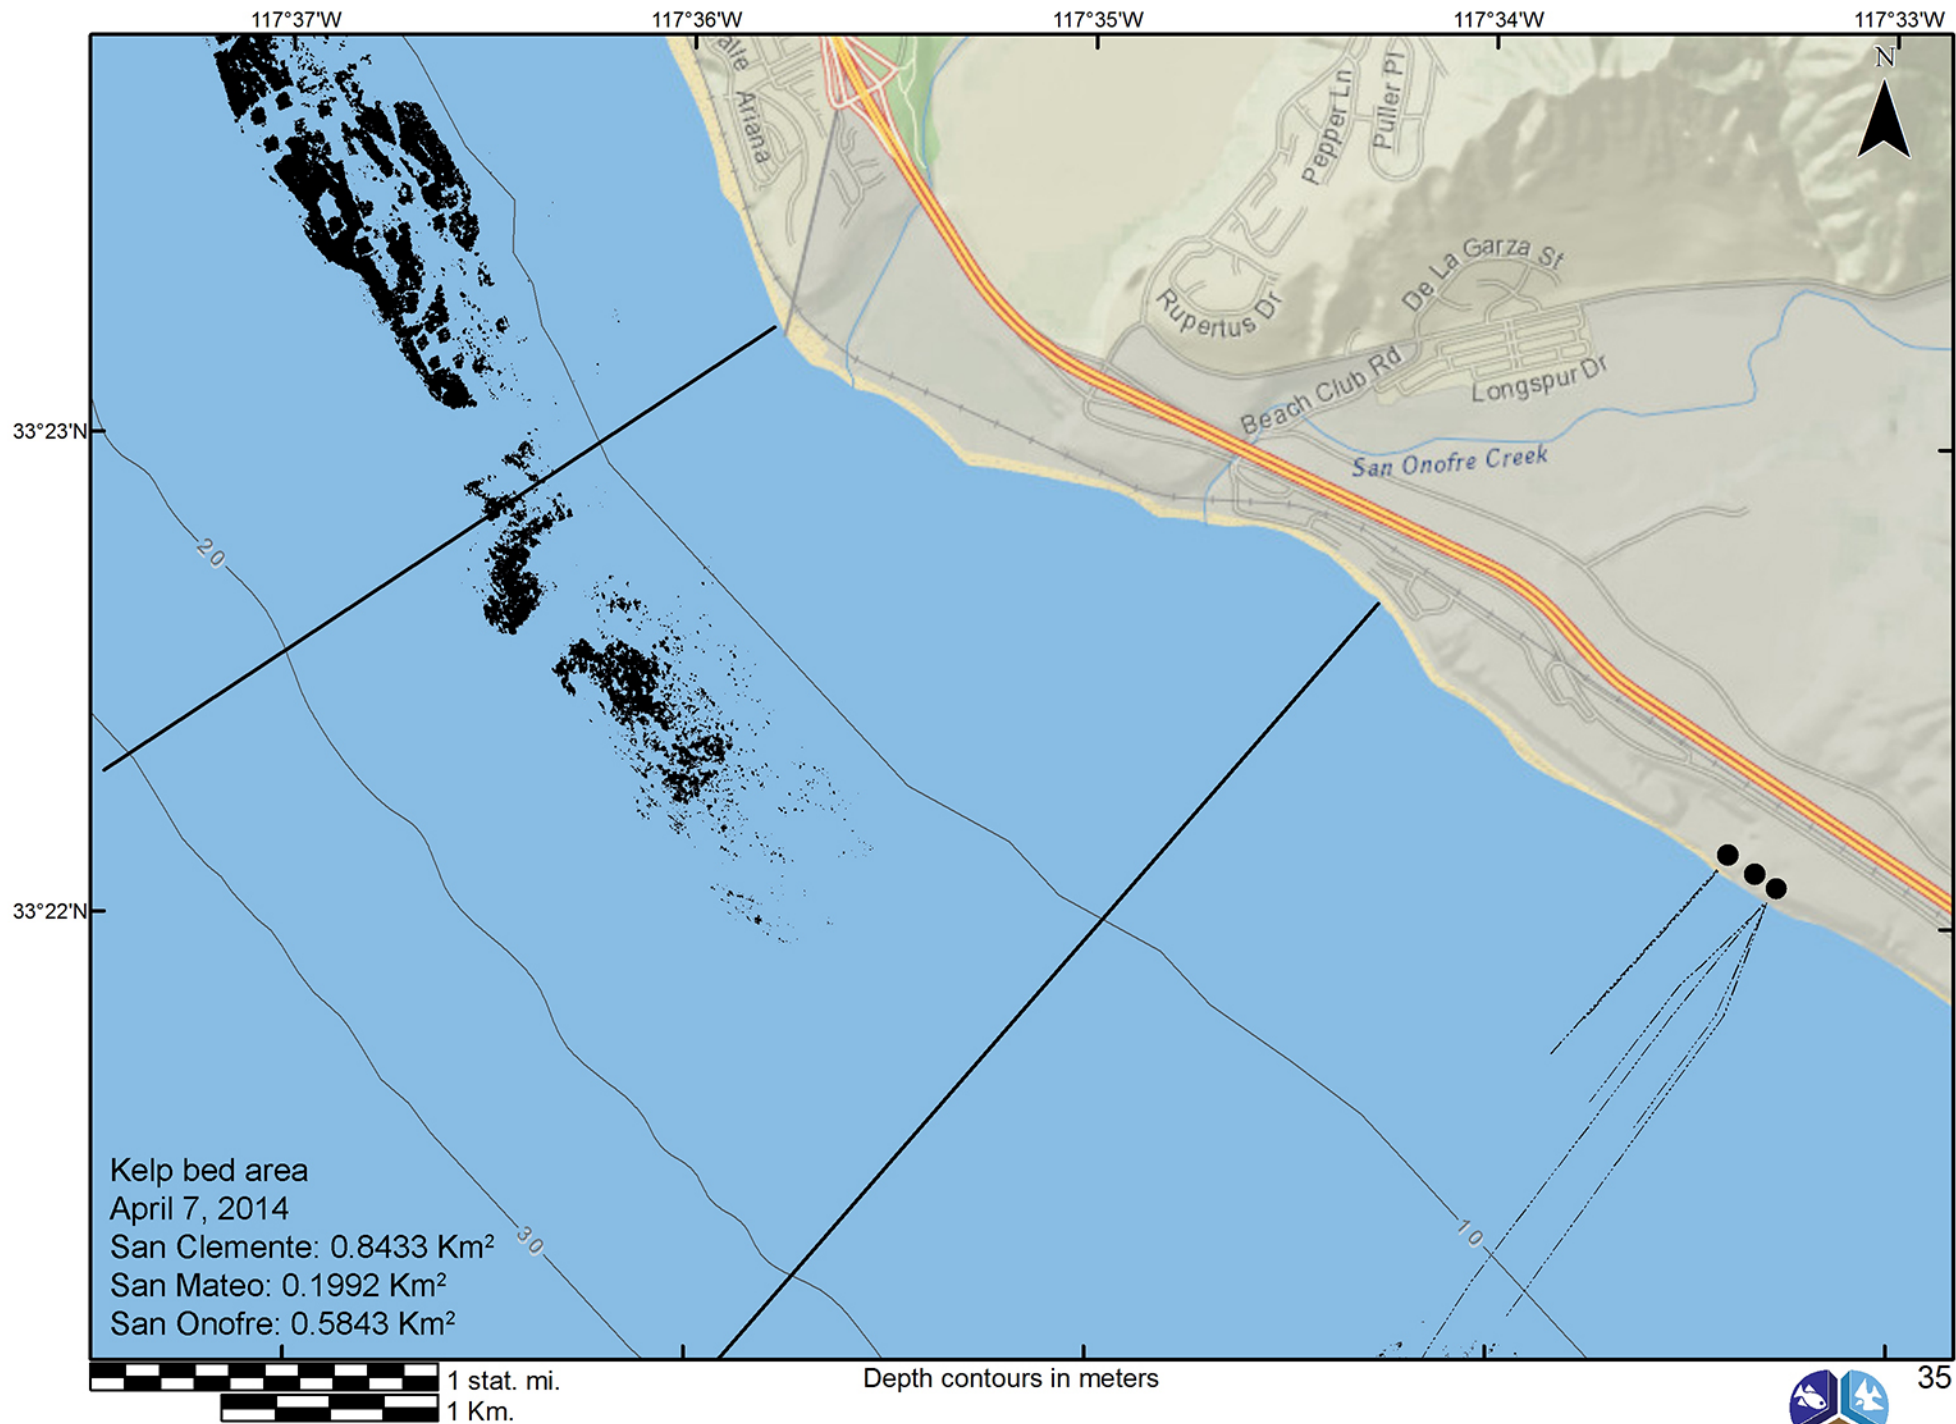 117°37'W
117°36'W
117°35'W
117°34'W
117°33'W
N
Ariana
Pepper Ln
Puller Pl
De La Garza St
Rupertus Dr
Beach Club Rd
Longspur Dr
33°23'N
San Onofre Creek
20
33°22'N
Kelp bed area
April 7, 2014
San Clemente: 0.8433 Km²
San Mateo: 0.1992 Km²
San Onofre: 0.5843 Km²
30
10
1 stat. mi.
1 Km.
Depth contours in meters
35